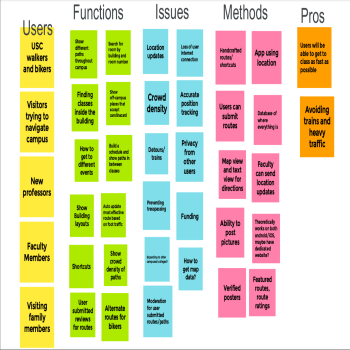 Users
Functions
Issues
Methods
Pros
USC
walkers
and bikers
Visitors
trying to
navigate
campus
New
professors
Faculty
Members
Visiting
family
members
Show
different
paths
throughout
campus
Search for
room by
building and
room number
Finding
classes
inside the
building
Show
off-campus
places that
accept
How to
get to
different
events
Build a
schedule and
show paths in
between
classes
Show
Building
layouts
Auto update
most effective
route based
on foot traffic
Shortcuts
Show
crowd
density of
paths
User
submitted
reviews
for routes
Alternate
routes for
bikers
Location
updates
Loss of user
internet
connection
Crowd
density
Accurate
position
tracking
Detours/
trains
Privacy
from
other
users
Preventing
trespassing
Funding
Expanding to other
How to
get map
data?
Moderation for
user submitted
routes/paths
Handcrafted
routes/
shortcuts
App using
location
Users can
submit
routes
Database of
where
everything is
Map view
and text
view for
directions
Faculty
can send
location
updates
Ability to
post
pictures
Theoretically
works on both
android/iOS,
maybe have
dedicated
website?
Verified
posters
Featured
routes,
route
ratings
Users will be
able to get to
class as fast as
possible
Avoiding
trains and
heavy
traffic